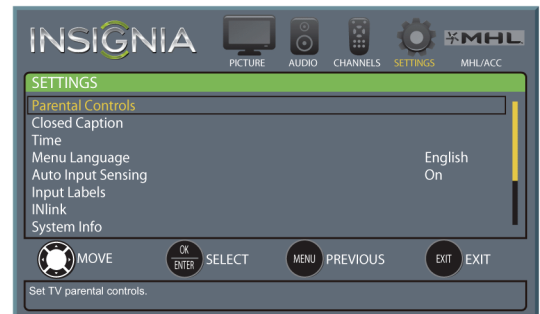 INSIGNIA
PICTURE AUDIO CHANNELS SETTINGS MHL MHL/ACC
SETTINGS
Parental Controls
Closed Caption
Time
Menu Language English
Auto Input Sensing On
Input Labels
INlink
System Info
MOVE OK ENTER SELECT MENU PREVIOUS EXIT EXIT
Set TV parental controls.